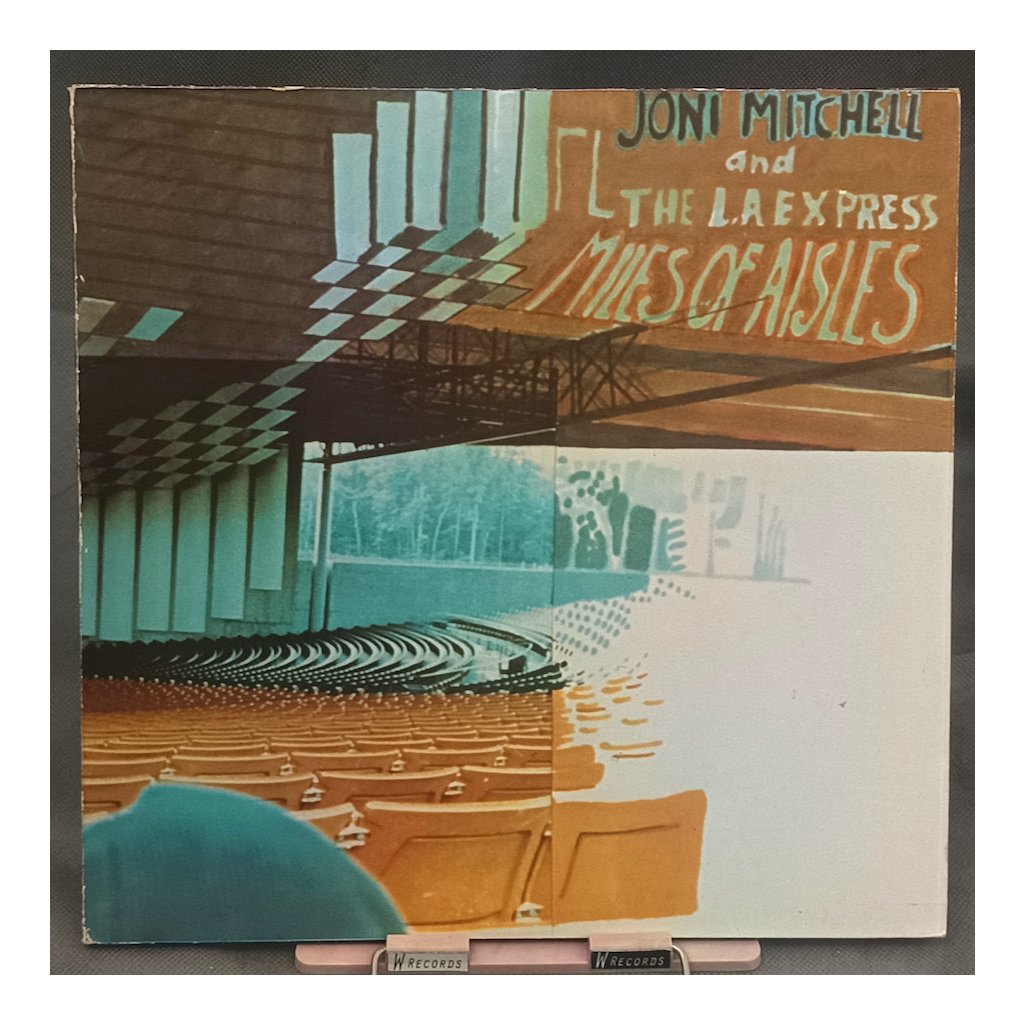 JONI MITCHELL
and
THE L.A EXPRESS
MILES OF AISLES
W RECORDS
W RECORDS